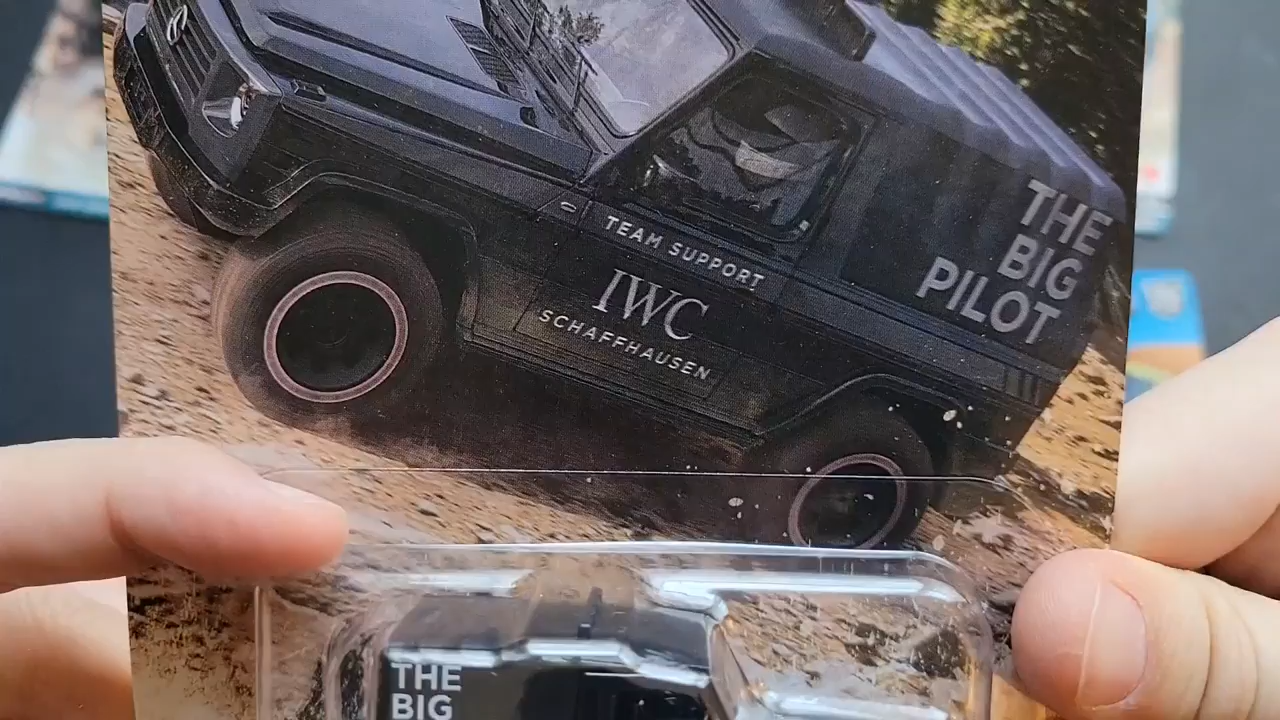 TEAM SUPPORT
IWC
SCHAFFHAUSEN
THE
BIG
PILOT
THE
BIG